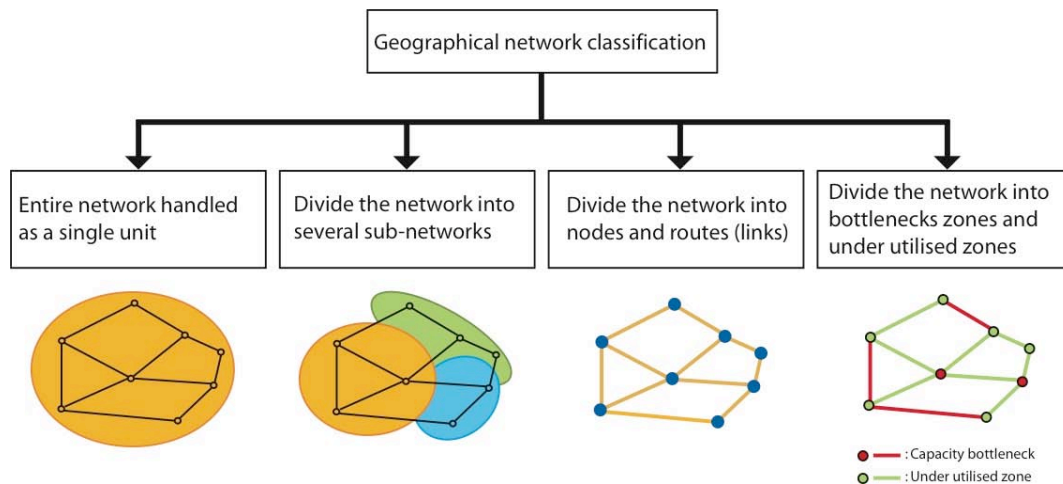 Geographical network classification
Entire network handled
as a single unit
Divide the network into
several sub-networks
Divide the network into
nodes and routes (links)
Divide the network into
bottlenecks zones and
under utilised zones
: Capacity bottleneck
: Under utilised zone